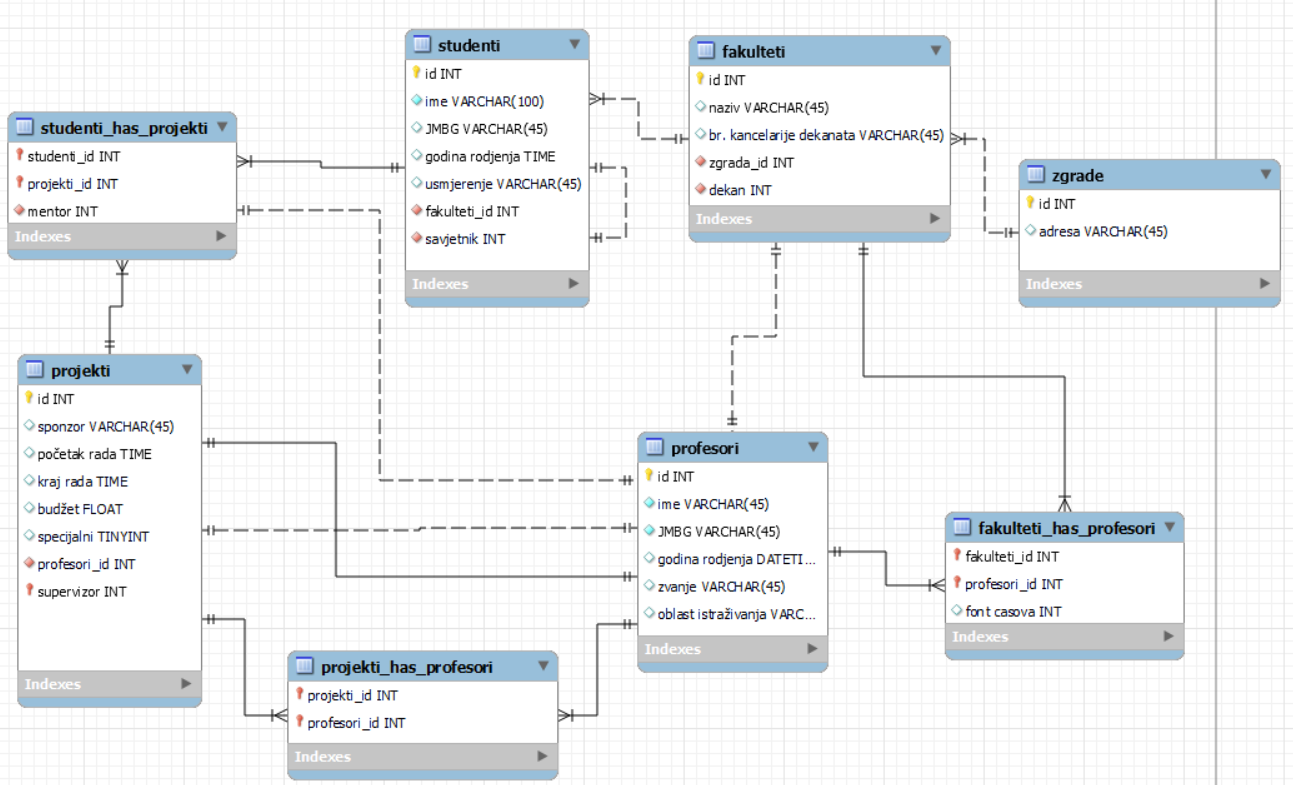 studenti
id INT
ime VARCHAR(100)
JMBG VARCHAR(45)
godina rodjenja TIME
usmjerenje VARCHAR(45)
fakulteti_id INT
savjetnik INT
Indexes
fakulteti
id INT
naziv VARCHAR(45)
br. kancelarije dekanata VARCHAR(45)
zgrada_id INT
dekan INT
Indexes
studenti_has_projekti
studenti_id INT
projekti_id INT
mentor INT
Indexes
zgrade
id INT
adresa VARCHAR(45)
Indexes
projekti
id INT
sponzor VARCHAR(45)
početak rada TIME
kraj rada TIME
budžet FLOAT
specijalni TINYINT
profesori_id INT
supervizor INT
Indexes
profesori
id INT
ime VARCHAR(45)
JMBG VARCHAR(45)
godina rodjenja DATETI...
zvanje VARCHAR(45)
oblast istraživanja VARC...
Indexes
fakulteti_has_profesori
fakulteti_id INT
profesori_id INT
font casova INT
Indexes
projekti_has_profesori
projekti_id INT
profesori_id INT
Indexes